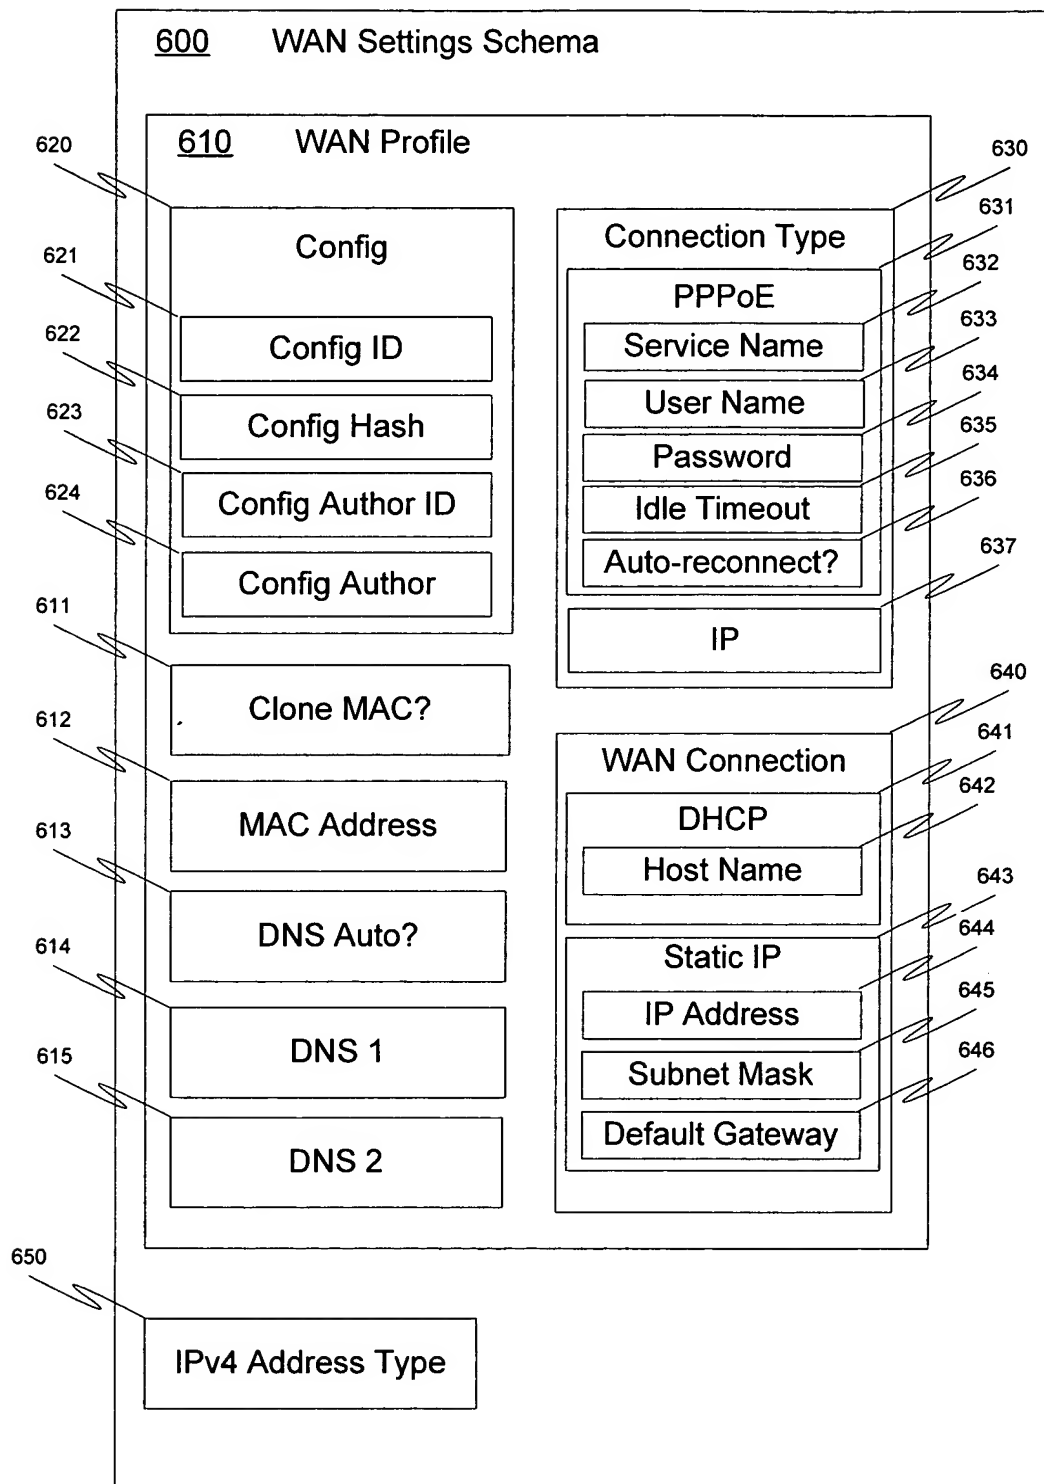 600 WAN Settings Schema
610 WAN Profile
620
Config
621
Config ID
622
Config Hash
623
Config Author ID
624
Config Author
611
Clone MAC?
612
MAC Address
613
DNS Auto?
614
DNS 1
615
DNS 2
630
Connection Type
631
PPPoE
632
Service Name
633
User Name
634
Password
635
Idle Timeout
636
Auto-reconnect?
637
IP
640
WAN Connection
641
DHCP
642
Host Name
643
Static IP
644
IP Address
645
Subnet Mask
646
Default Gateway
650
IPv4 Address Type